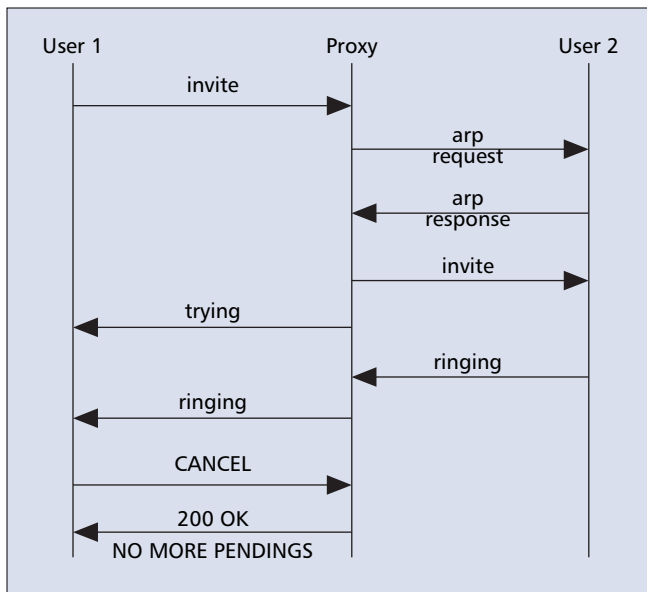 User 1
Proxy
User 2
invite
arp
request
arp
response
invite
trying
ringing
ringing
CANCEL
200 OK
NO MORE PENDINGS